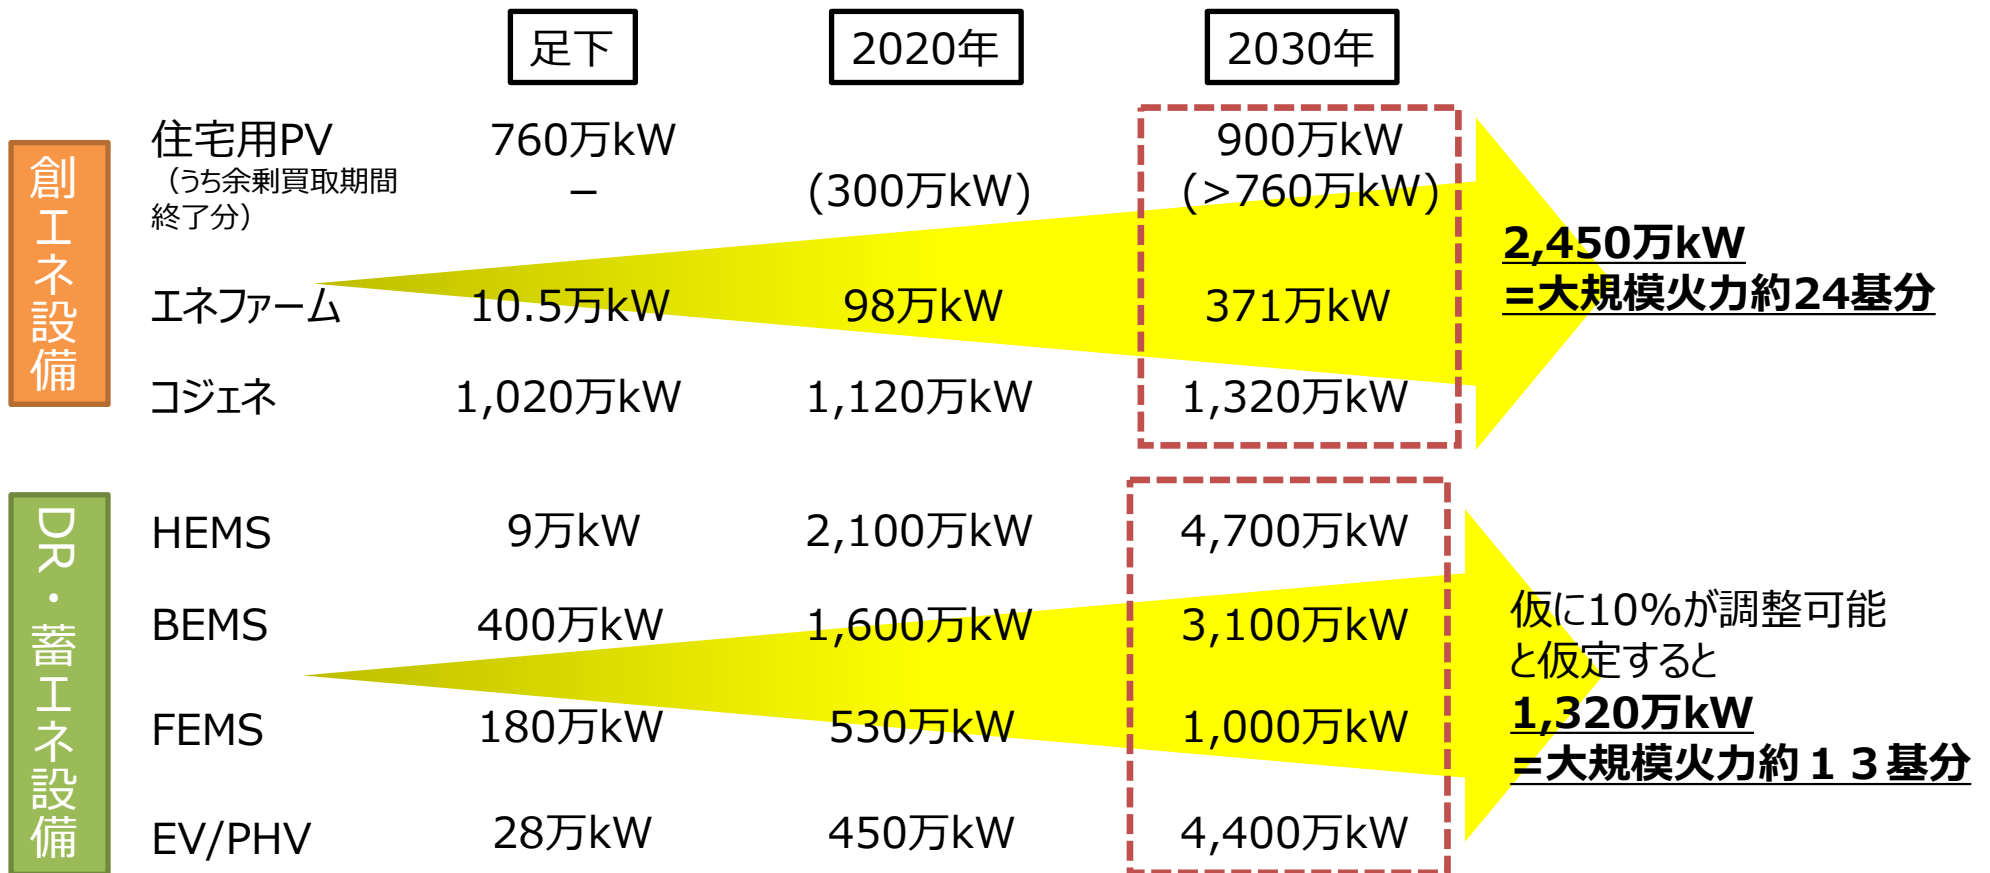 足下 2020年 2030年
創エネ設備
住宅用PV 760万kW 900万kW
（うち余剰買取期間 － (300万kW) (>760万kW)
終了分）
2,450万kW
=大規模火力約24基分
エネファーム 10.5万kW 98万kW 371万kW
コジェネ 1,020万kW 1,120万kW 1,320万kW
DR・蓄エネ設備
HEMS 9万kW 2,100万kW 4,700万kW
BEMS 400万kW 1,600万kW 3,100万kW
FEMS 180万kW 530万kW 1,000万kW
EV/PHV 28万kW 450万kW 4,400万kW
仮に10%が調整可能
と仮定すると
1,320万kW
=大規模火力約１３基分